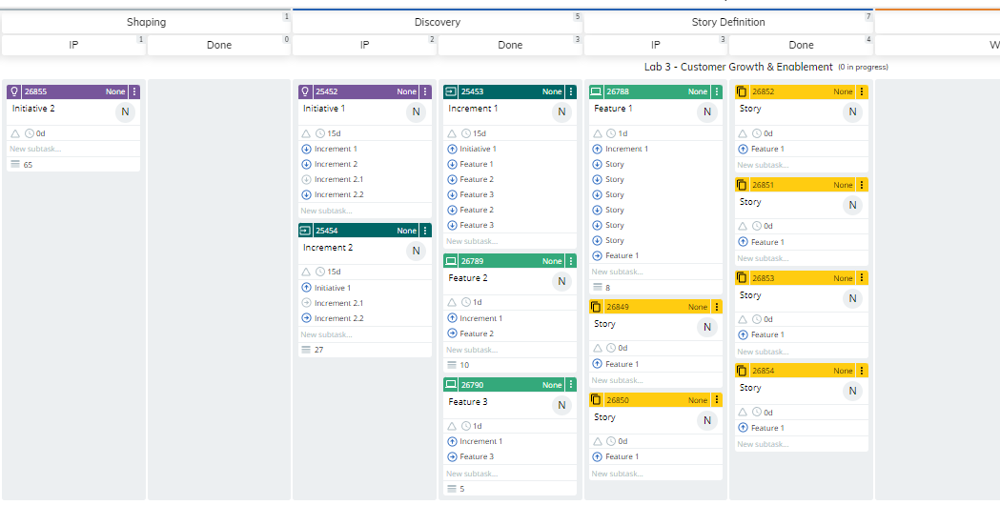 Shaping 1
Discovery 5
Story Definition 7
IP 1
Done 0
IP 2
Done 3
IP 3
Done 4
W
Lab 3 - Customer Growth & Enablement (0 in progress)
26855 None
Initiative 2
N
0d
New subtask...
65
25452 None
Initiative 1
N
15d
Increment 1
Increment 2
Increment 2.1
Increment 2.2
New subtask...
25454 None
Increment 2
N
15d
Initiative 1
Increment 2.1
Increment 2.2
New subtask...
27
25453 None
Increment 1
N
15d
Initiative 1
Feature 1
Feature 2
Feature 3
Feature 2
Feature 3
New subtask...
26789 None
Feature 2
N
1d
Increment 1
Feature 2
New subtask...
10
26790 None
Feature 3
N
1d
Increment 1
Feature 3
New subtask...
5
26788 None
Feature 1
N
1d
Increment 1
Story
Story
Story
Story
Story
Story
Feature 1
New subtask...
8
26849 None
Story
N
0d
Feature 1
New subtask...
26850 None
Story
N
0d
Feature 1
New subtask...
26852 None
Story
N
0d
Feature 1
New subtask...
26851 None
Story
N
0d
Feature 1
New subtask...
26853 None
Story
N
0d
Feature 1
New subtask...
26854 None
Story
N
0d
Feature 1
New subtask...